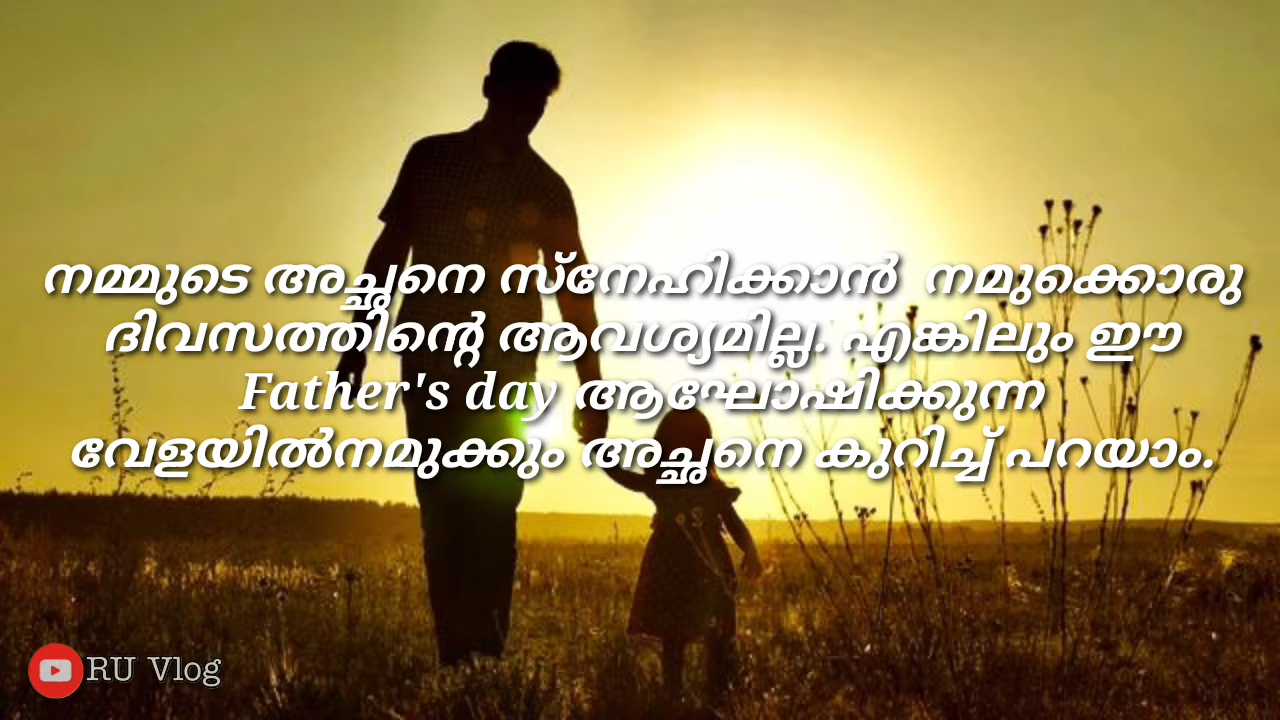 നമ്മുടെ അച്ഛനെ സ്നേഹിക്കാൻ നമുക്കൊരു
ദിവസത്തിന്റെ ആവശ്യമില്ല. എങ്കിലും ഈ
Father's day ആഘോഷിക്കുന്ന
വേളയിൽനമുക്കും അച്ഛനെ കുറിച്ച് പറയാം.
RU Vlog